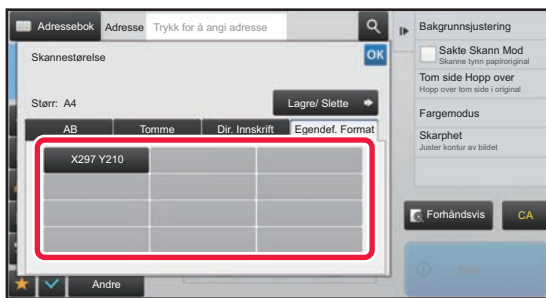 Adressebok
Adresse
Trykk for å angi adresse
Skannestørelse
OK
Størr: A4
Lagre/ Slette
AB
Tomme
Dir. Innskrift
Egendef. Format
X297 Y210
Andre
Bakgrunnsjustering
Sakte Skann Mod
Skanne tynn papiroriginal
Tom side Hopp over
Hopp over tom side i original
Fargemodus
Skarphet
Juster kontur av bildet
Forhåndsvis
CA
Start